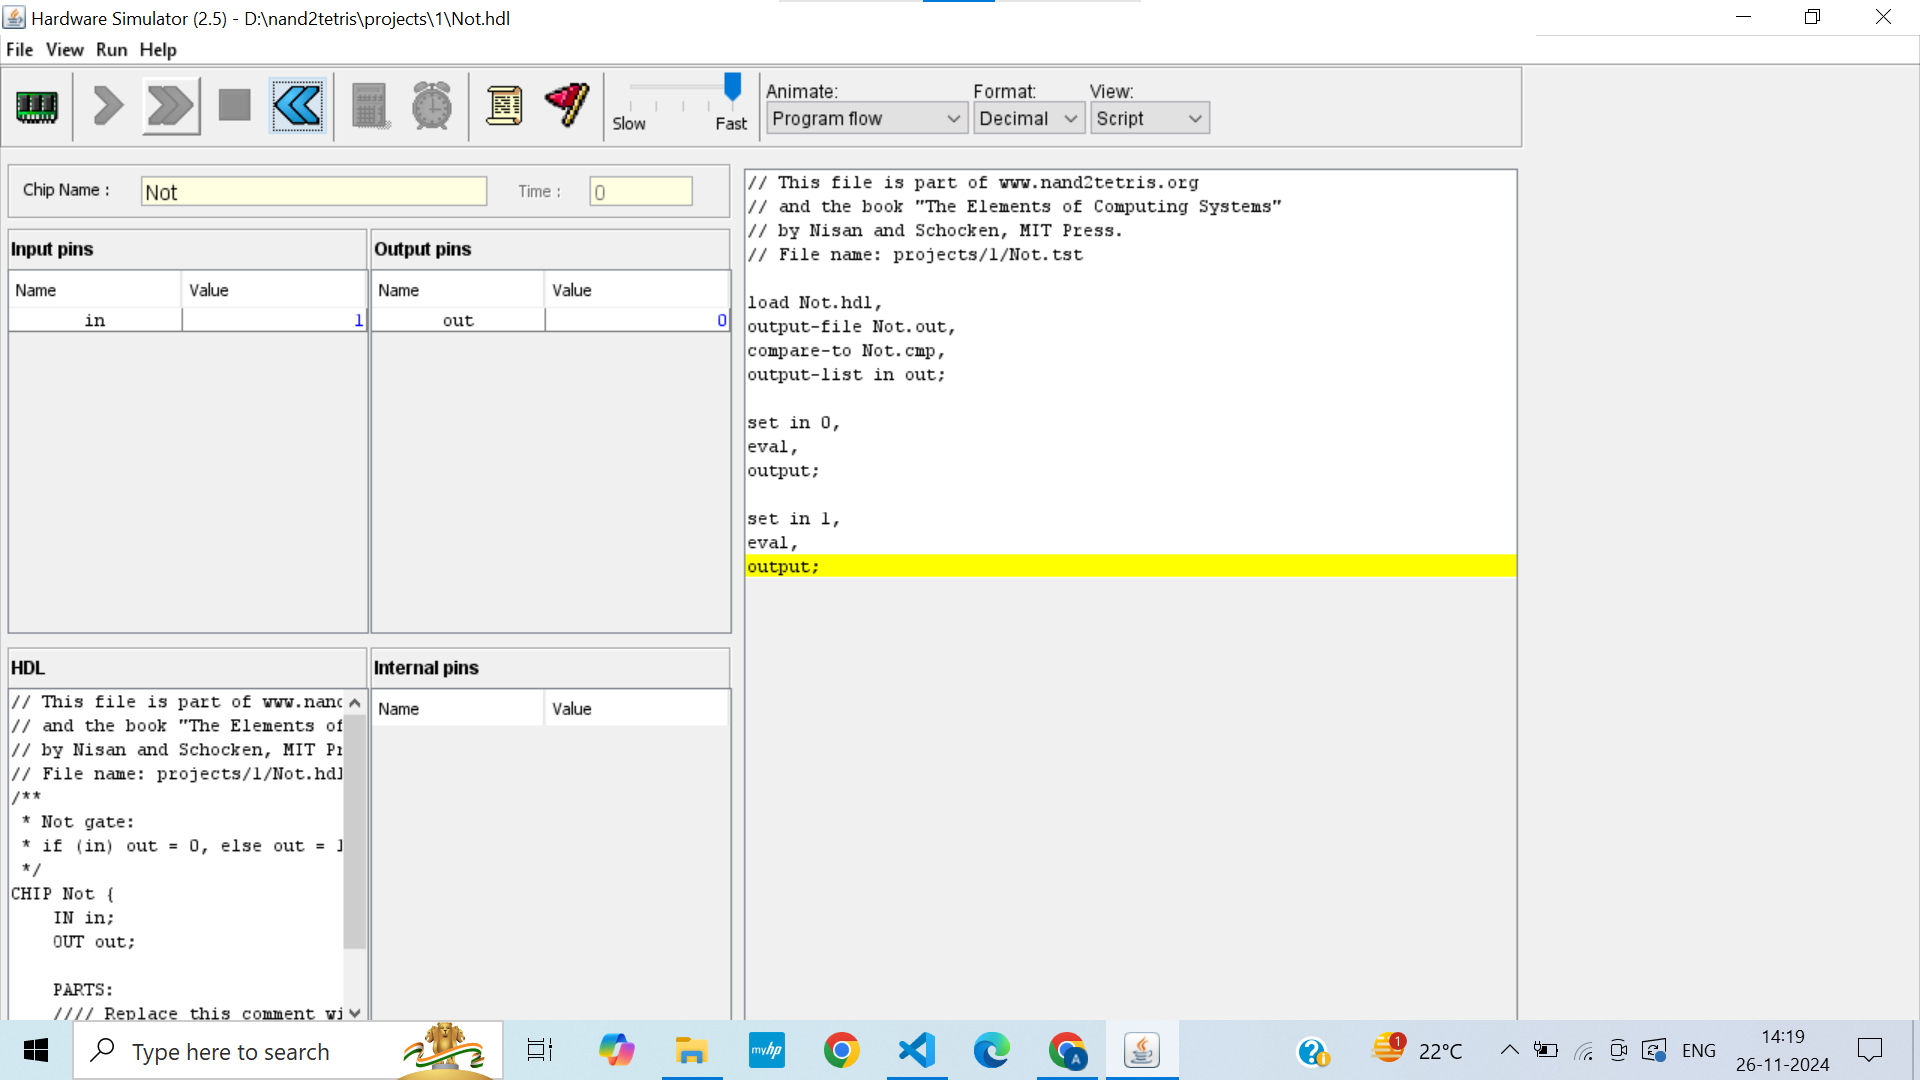 Hardware Simulator (2.5) - D:\nand2tetris\projects\1\Not.hdl
File View Run Help
Slow Fast
Animate: Format: View:
Program flow Decimal Script
Chip Name : Not Time : 0
Input pins Output pins
Name Value Name Value
in 1 out 0
// This file is part of www.nand2tetris.org
// and the book "The Elements of Computing Systems"
// by Nisan and Schocken, MIT Press.
// File name: projects/1/Not.tst
load Not.hdl,
output-file Not.out,
compare-to Not.cmp,
output-list in out;
set in 0,
eval,
output;
set in 1,
eval,
output;
HDL Internal pins
Name Value
// This file is part of www.nand
// and the book "The Elements of
// by Nisan and Schocken, MIT Pr
// File name: projects/1/Not.hdl
/**
* Not gate:
* if (in) out = 0, else out = 1
*/
CHIP Not {
IN in;
OUT out;
PARTS:
//// Replace this comment wi
Type here to search
myhp
A
1
22°C
ENG
14:19
26-11-2024